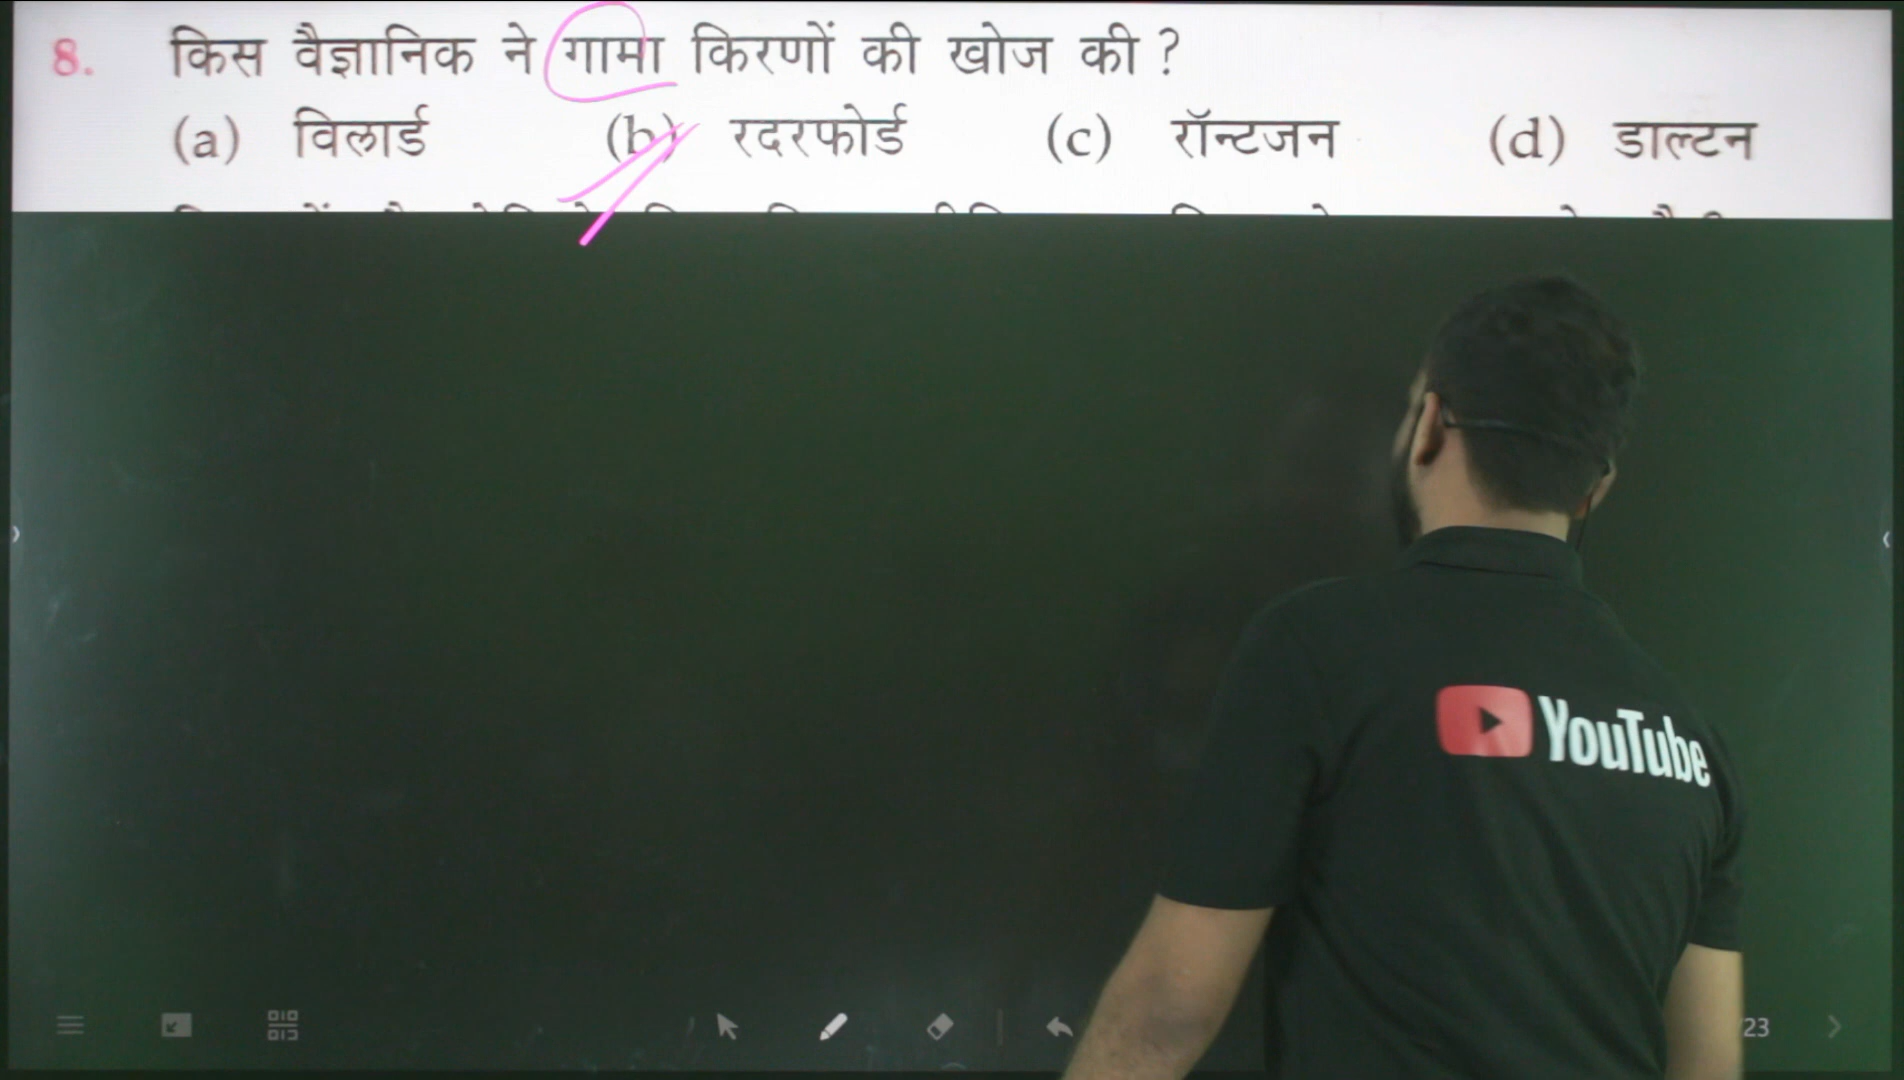 8. किस वैज्ञानिक ने गामा किरणों की खोज की ?
(a) विलार्ड (b) रदरफोर्ड (c) रॉन्टजन (d) डाल्टन
YouTube
23